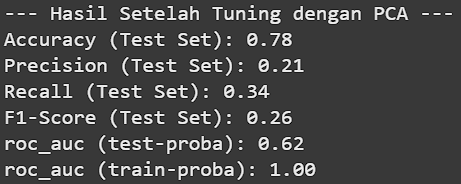 --- Hasil Setelah Tuning dengan PCA ---
Accuracy (Test Set): 0.78
Precision (Test Set): 0.21
Recall (Test Set): 0.34
F1-Score (Test Set): 0.26
roc_auc (test-proba): 0.62
roc_auc (train-proba): 1.00